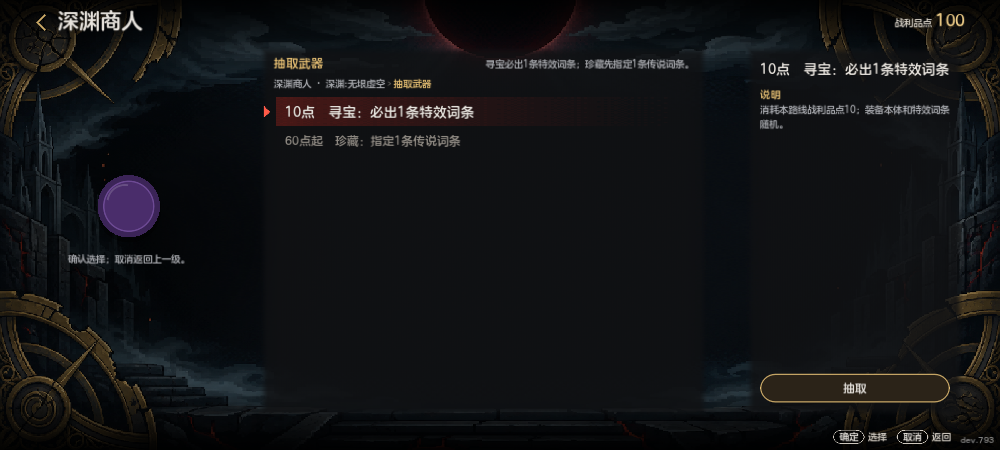 深渊商人
战利品点 100
抽取武器
寻宝必出1条特效词条；珍藏先指定1条传说词条。
深渊商人 · 深渊:无垠虚空 › 抽取武器
10点 寻宝：必出1条特效词条
60点起 珍藏：指定1条传说词条
确认选择；取消返回上一级。
10点 寻宝：必出1条特效词条
说明
消耗本路线战利品点10；装备本体和特效词条
随机。
抽取
确定 选择 取消 返回
dev.793